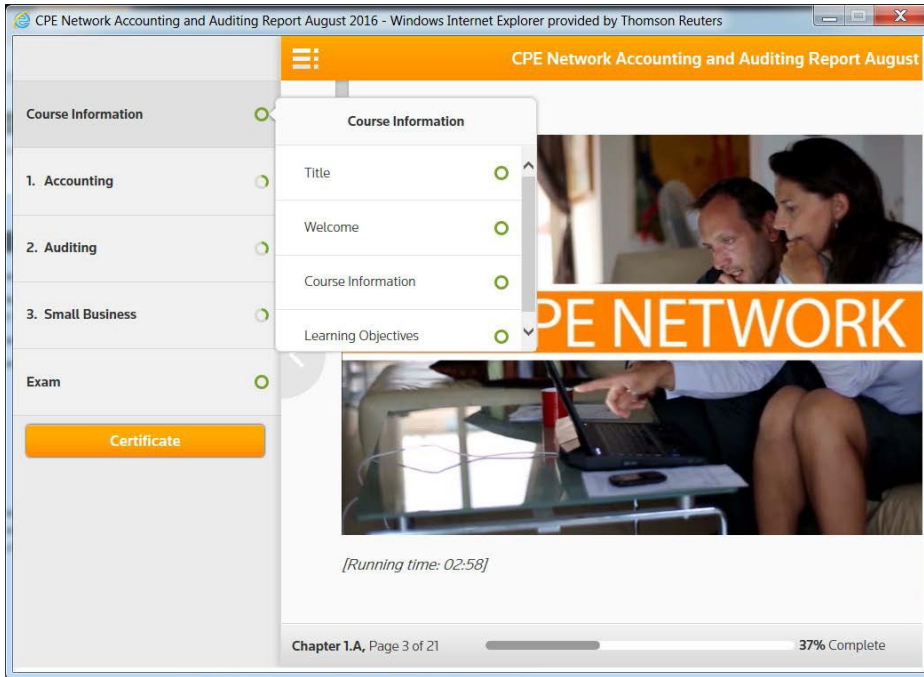 CPE Network Accounting and Auditing Report August 2016 - Windows Internet Explorer provided by Thomson Reuters
CPE Network Accounting and Auditing Report August
Course Information
1. Accounting
2. Auditing
3. Small Business
Exam
Certificate
Course Information
Title
Welcome
Course Information
Learning Objectives
PE NETWORK
[Running time: 02:58]
Chapter 1.A, Page 3 of 21
37% Complete